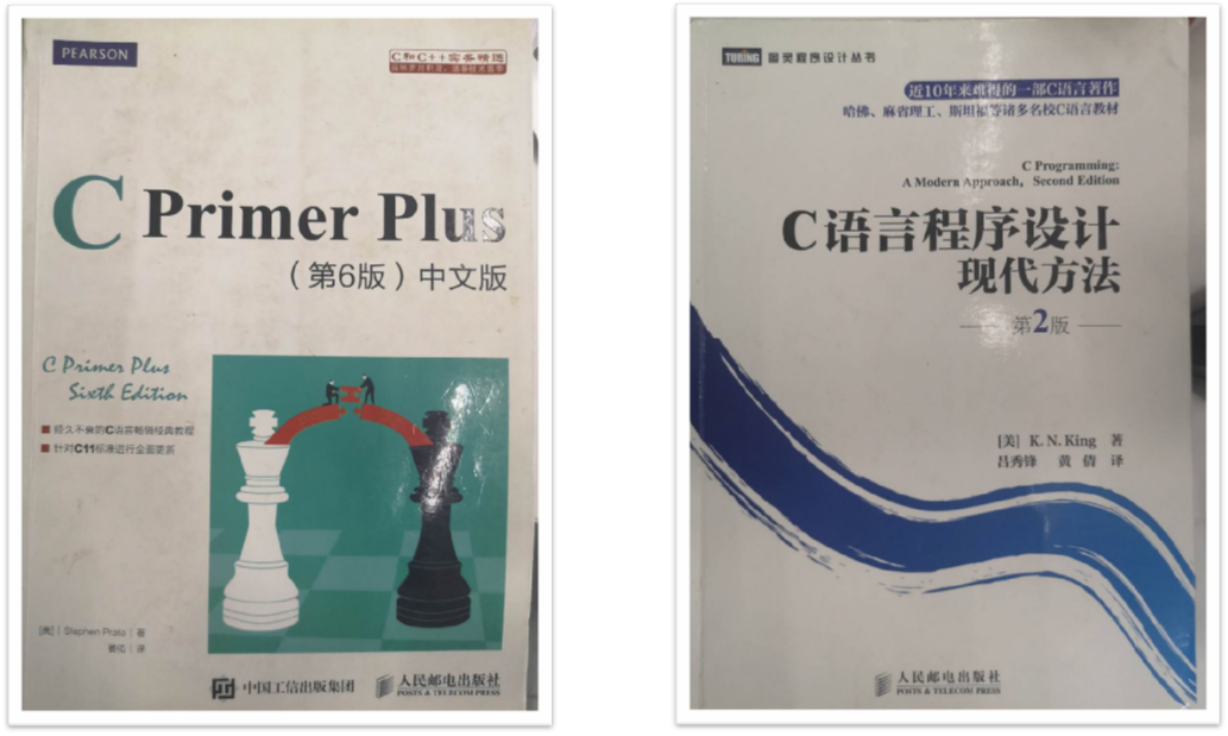 PEARSON
C和C++实务精选
C Primer Plus
（第6版）中文版
C Primer Plus
Sixth Edition
经久不衰的C语言畅销经典教程
针对C11标准进行全面更新
[美] Stephen Prata 著
姜佑 译
中国工信出版集团
人民邮电出版社
POSTS & TELECOM PRESS
TURING 图灵程序设计丛书
近10年来难得的一部C语言著作
哈佛、麻省理工、斯坦福等诸多名校C语言教材
C Programming:
A Modern Approach, Second Edition
C语言程序设计
现代方法
第2版
[美] K. N. King 著
吕秀锋 黄倩 译
人民邮电出版社
POSTS & TELECOM PRESS